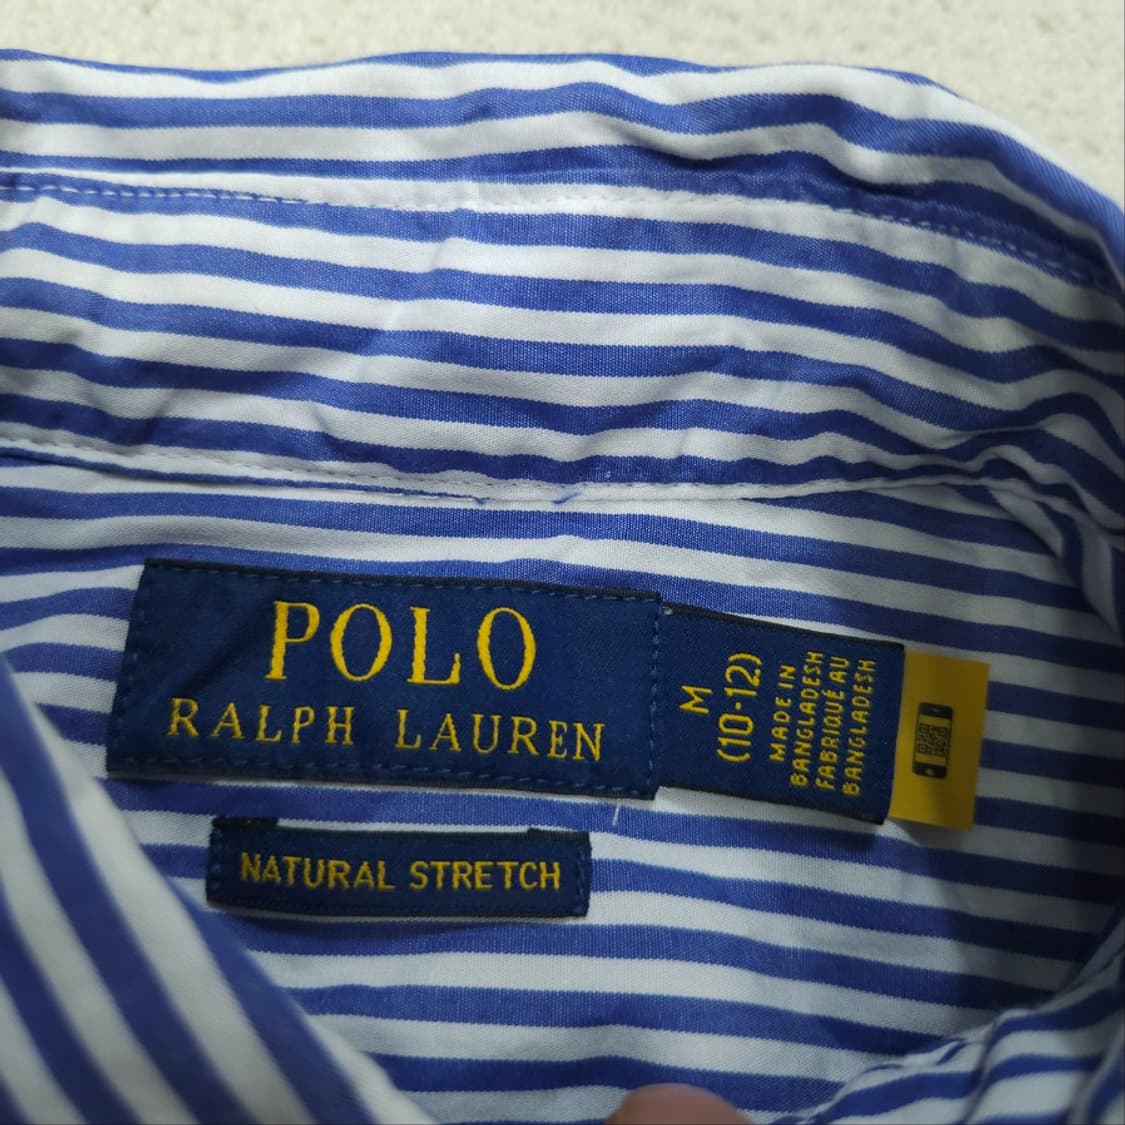 POLO
RALPH LAUREN
M
(10-12)
MADE IN
BANGLADESH
FABRIQUÉ AU
BANGLADESH
NATURAL STRETCH